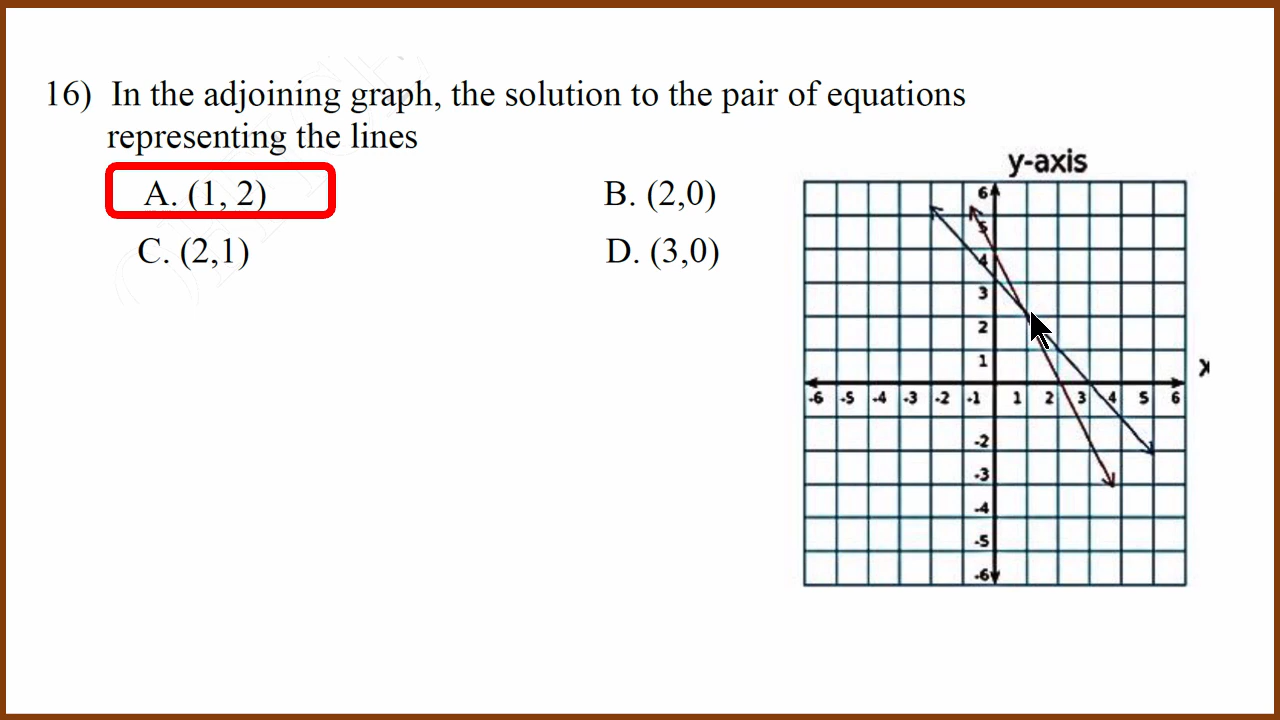 16) In the adjoining graph, the solution to the pair of equations
representing the lines
A. (1, 2)
B. (2,0)
C. (2,1)
D. (3,0)
y-axis
6
5
4
3
2
1
x
-6 -5 -4 -3 -2 -1 1 2 3 4 5 6
-2
-3
-4
-5
-6